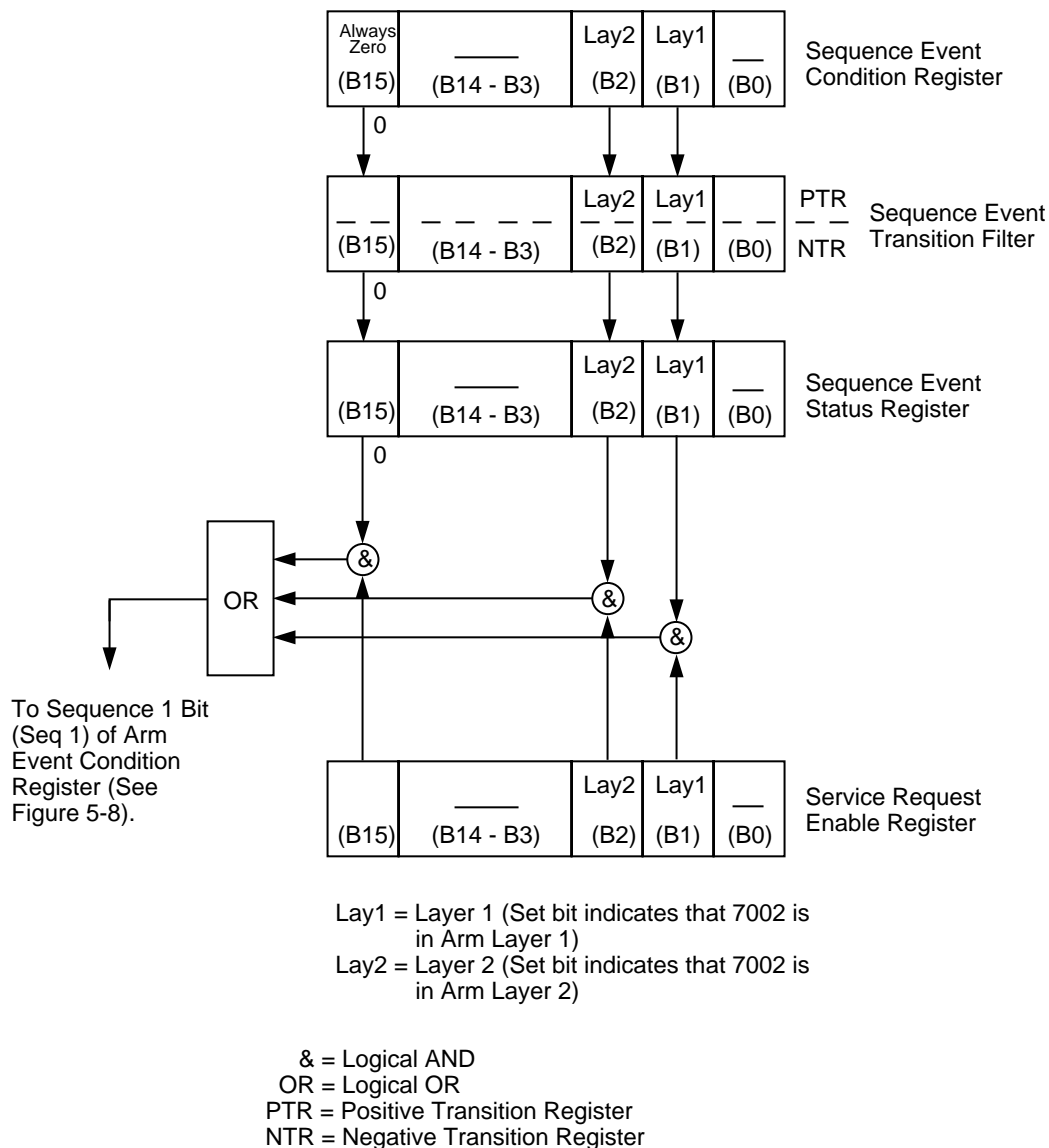 Always
Zero
(B15)
(B14 - B3)
Lay2
(B2)
Lay1
(B1)
(B0)
Sequence Event
Condition Register
0
(B15)
(B14 - B3)
Lay2
(B2)
Lay1
(B1)
(B0)
PTR
NTR
Sequence Event
Transition Filter
0
(B15)
(B14 - B3)
Lay2
(B2)
Lay1
(B1)
(B0)
Sequence Event
Status Register
0
&
OR
&
&
To Sequence 1 Bit
(Seq 1) of Arm
Event Condition
Register (See
Figure 5-8).
(B15)
(B14 - B3)
Lay2
(B2)
Lay1
(B1)
(B0)
Service Request
Enable Register
Lay1 = Layer 1 (Set bit indicates that 7002 is
in Arm Layer 1)
Lay2 = Layer 2 (Set bit indicates that 7002 is
in Arm Layer 2)
& = Logical AND
OR = Logical OR
PTR = Positive Transition Register
NTR = Negative Transition Register